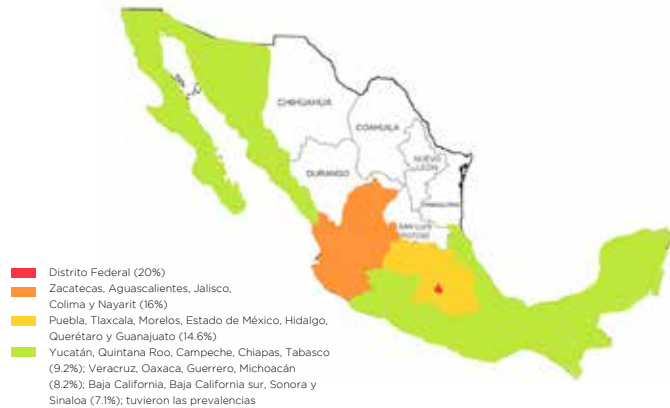 CHIHUAHUA
COAHUILA
NUEVO
LEÓN
DURANGO
TAMAULIPAS
SAN LUIS
POTOSÍ
Distrito Federal (20%)
Zacatecas, Aguascalientes, Jalisco,
Colima y Nayarit (16%)
Puebla, Tlaxcala, Morelos, Estado de México, Hidalgo,
Querétaro y Guanajuato (14.6%)
Yucatán, Quintana Roo, Campeche, Chiapas, Tabasco
(9.2%); Veracruz, Oaxaca, Guerrero, Michoacán
(8.2%); Baja California, Baja California sur, Sonora y
Sinaloa (7.1%); tuvieron las prevalencias